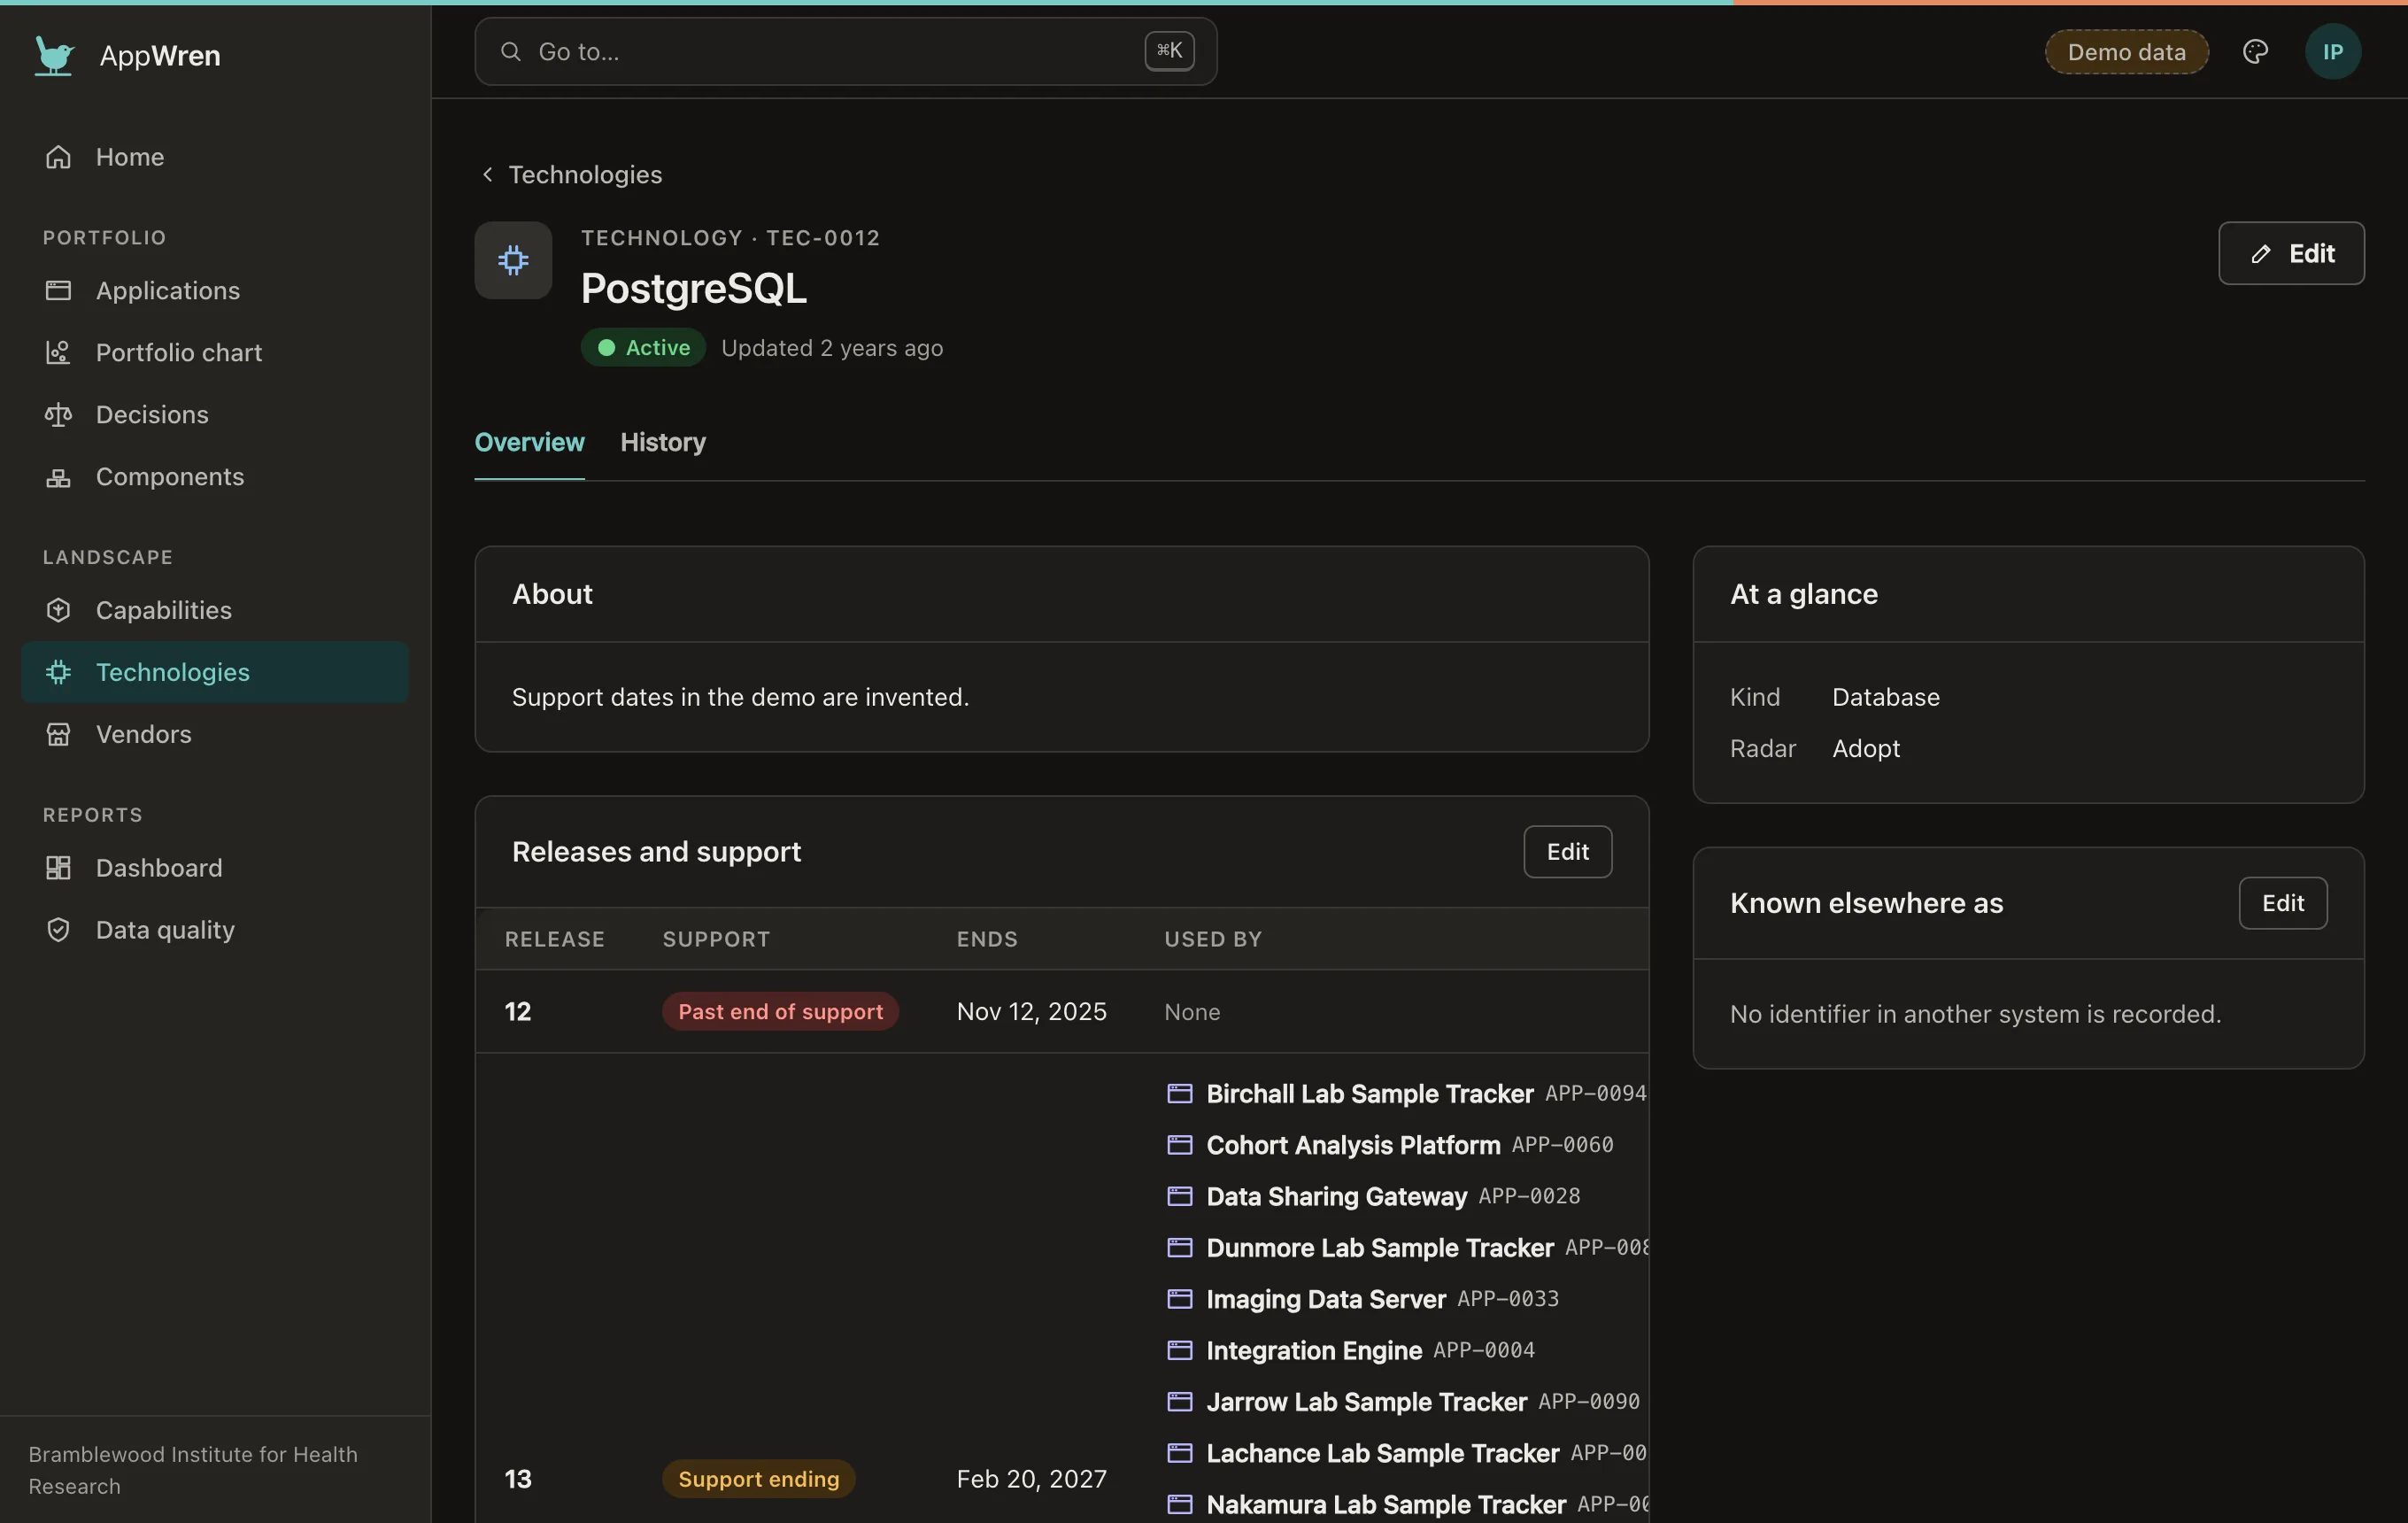 AppWren
Go to...
⌘K
Demo data
IP
Home
PORTFOLIO
Applications
Portfolio chart
Decisions
Components
LANDSCAPE
Capabilities
Technologies
Vendors
REPORTS
Dashboard
Data quality
Bramblewood Institute for Health
Research
Technologies
TECHNOLOGY · TEC-0012
PostgreSQL
Edit
Active Updated 2 years ago
Overview History
About
Support dates in the demo are invented.
At a glance
Kind Database
Radar Adopt
Known elsewhere as Edit
No identifier in another system is recorded.
Releases and support Edit
RELEASE SUPPORT ENDS USED BY
12 Past end of support Nov 12, 2025 None
Birchall Lab Sample Tracker APP-0094
Cohort Analysis Platform APP-0060
Data Sharing Gateway APP-0028
Dunmore Lab Sample Tracker
Imaging Data Server APP-0033
Integration Engine APP-0004
Jarrow Lab Sample Tracker APP-0090
Lachance Lab Sample Tracker APP-00
13 Support ending Feb 20, 2027
Nakamura Lab Sample Tracker